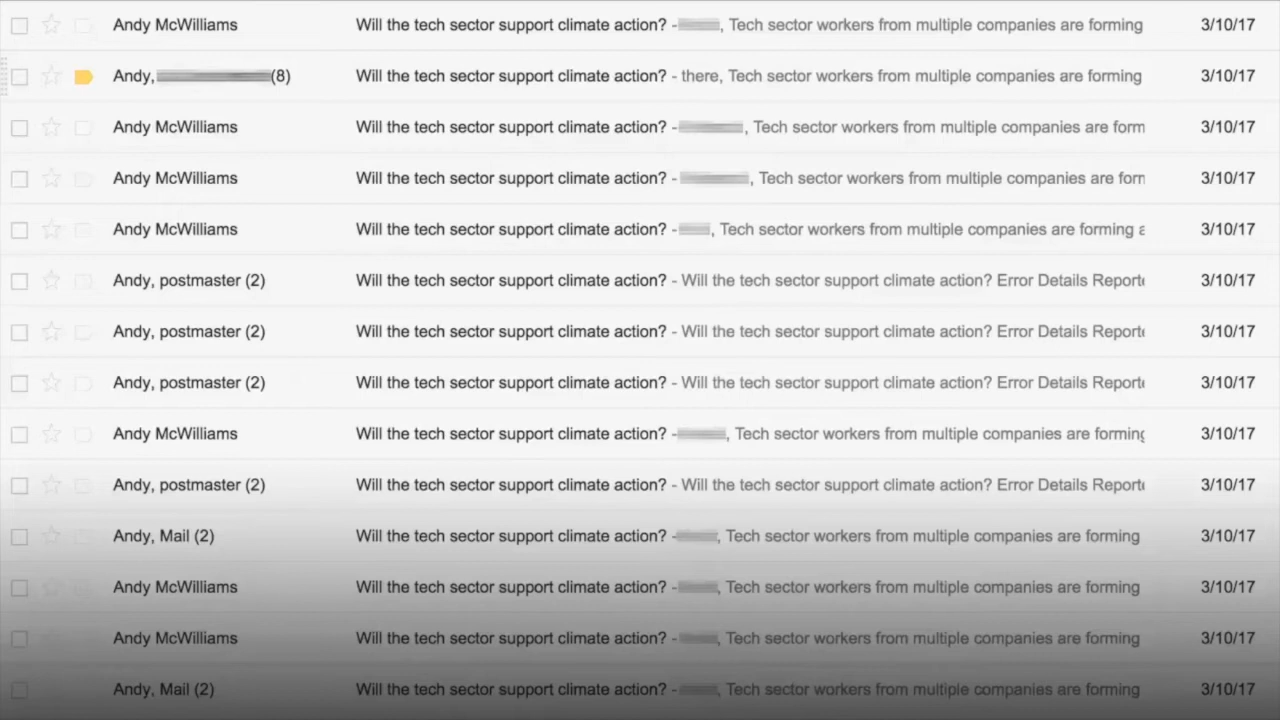 Andy McWilliams Will the tech sector support climate action? - , Tech sector workers from multiple companies are forming 3/10/17
Andy, (8) Will the tech sector support climate action? - there, Tech sector workers from multiple companies are forming 3/10/17
Andy McWilliams Will the tech sector support climate action? - , Tech sector workers from multiple companies are form 3/10/17
Andy McWilliams Will the tech sector support climate action? - , Tech sector workers from multiple companies are forn 3/10/17
Andy McWilliams Will the tech sector support climate action? - , Tech sector workers from multiple companies are forming a 3/10/17
Andy, postmaster (2) Will the tech sector support climate action? - Will the tech sector support climate action? Error Details Reporte 3/10/17
Andy, postmaster (2) Will the tech sector support climate action? - Will the tech sector support climate action? Error Details Reporte 3/10/17
Andy, postmaster (2) Will the tech sector support climate action? - Will the tech sector support climate action? Error Details Reporte 3/10/17
Andy McWilliams Will the tech sector support climate action? - , Tech sector workers from multiple companies are forming 3/10/17
Andy, postmaster (2) Will the tech sector support climate action? - Will the tech sector support climate action? Error Details Reporte 3/10/17
Andy, Mail (2) Will the tech sector support climate action? - , Tech sector workers from multiple companies are forming 3/10/17
Andy McWilliams Will the tech sector support climate action? - , Tech sector workers from multiple companies are forming 3/10/17
Andy McWilliams Will the tech sector support climate action? - , Tech sector workers from multiple companies are forming 3/10/17
Andy, Mail (2) Will the tech sector support climate action? - , Tech sector workers from multiple companies are forming 3/10/17